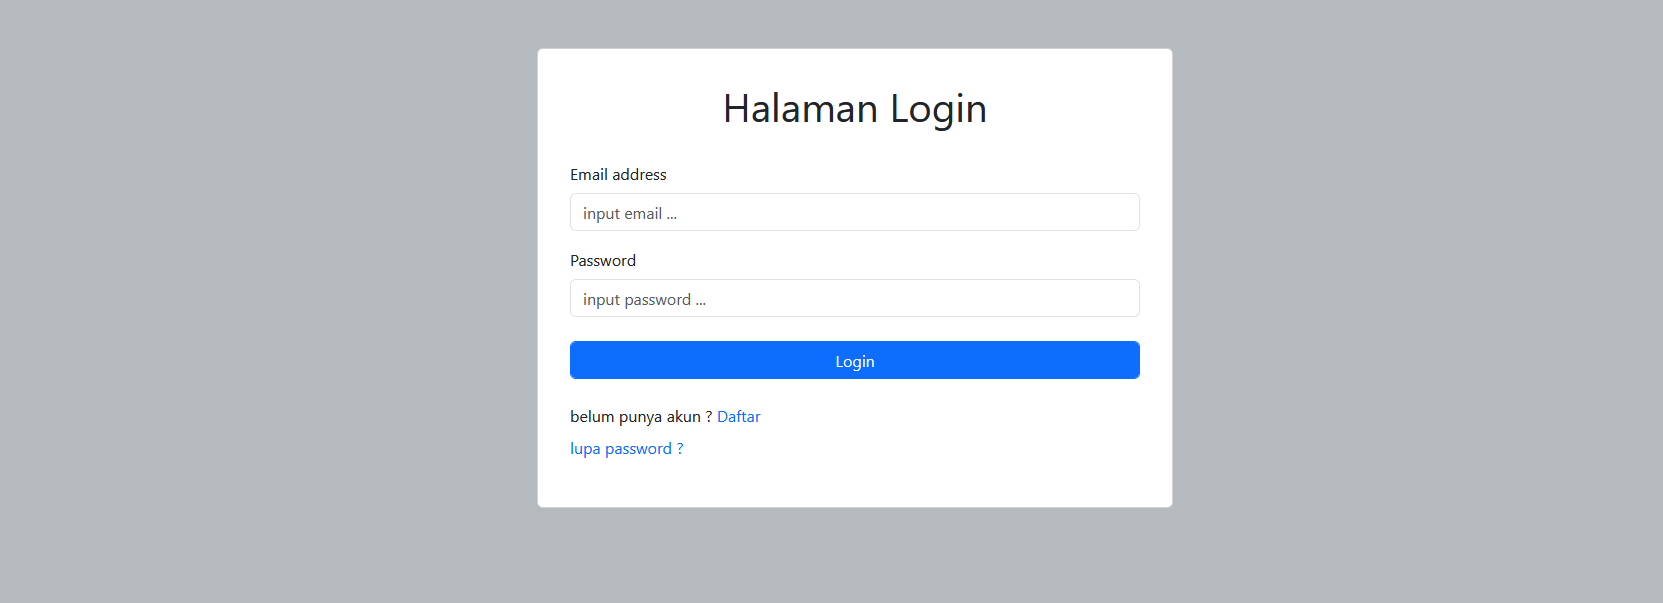 Halaman Login
Email address
input email ...
Password
input password ...
Login
belum punya akun ? Daftar
lupa password ?